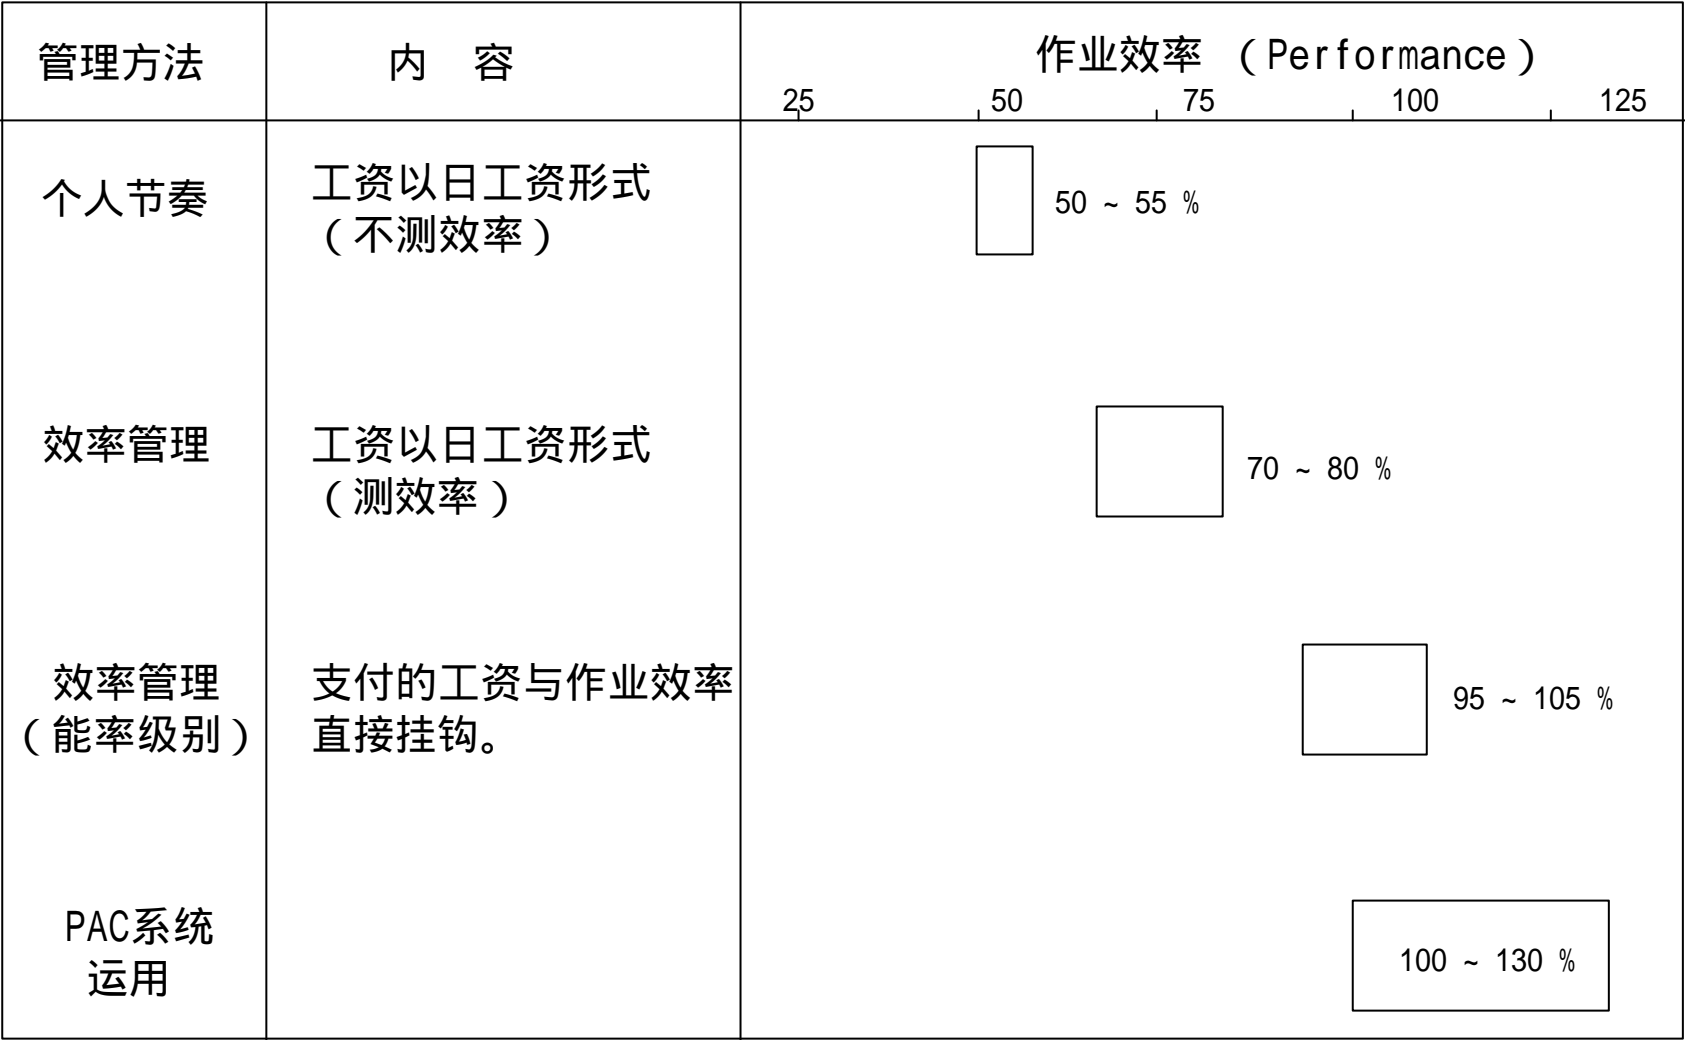 管理方法
内 容
作业效率 （Performance）
25 50 75 100 125
个人节奏
工资以日工资形式
（不测效率）
50 ~ 55 %
效率管理
工资以日工资形式
（测效率）
70 ~ 80 %
效率管理
（能率级别）
支付的工资与作业效率
直接挂钩。
95 ~ 105 %
PAC系统
运用
100 ~ 130 %